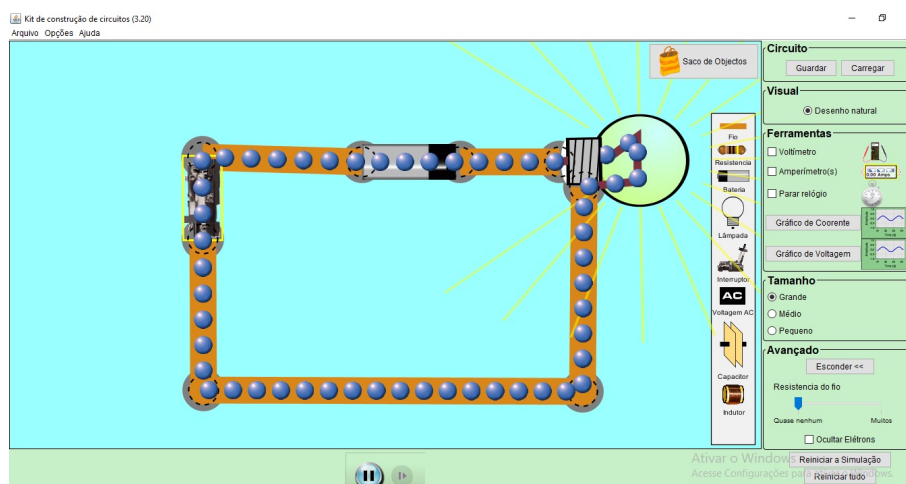 Kit de construção de circuitos (3.20)
Arquivo Opções Ajuda
Saco de Objectos
Fio
Resistencia
Bateria
Lâmpada
Interruptor
AC
Voltagem AC
Capacitor
Indutor
Circuito
Guardar Carregar
Visual
Desenho natural
Ferramentas
Voltímetro
Amperímetro(s)
0.00 Amps
Parar relógio
Gráfico de Coorente
Gráfico de Voltagem
Tamanho
Grande
Médio
Pequeno
Avançado
Esconder <<
Resistencia do fio
Quase nenhum Muitos
Ocultar Elétrons
Ativar o Windows
Reiniciar a Simulação
Acesse Configurações
Reiniciar tudo